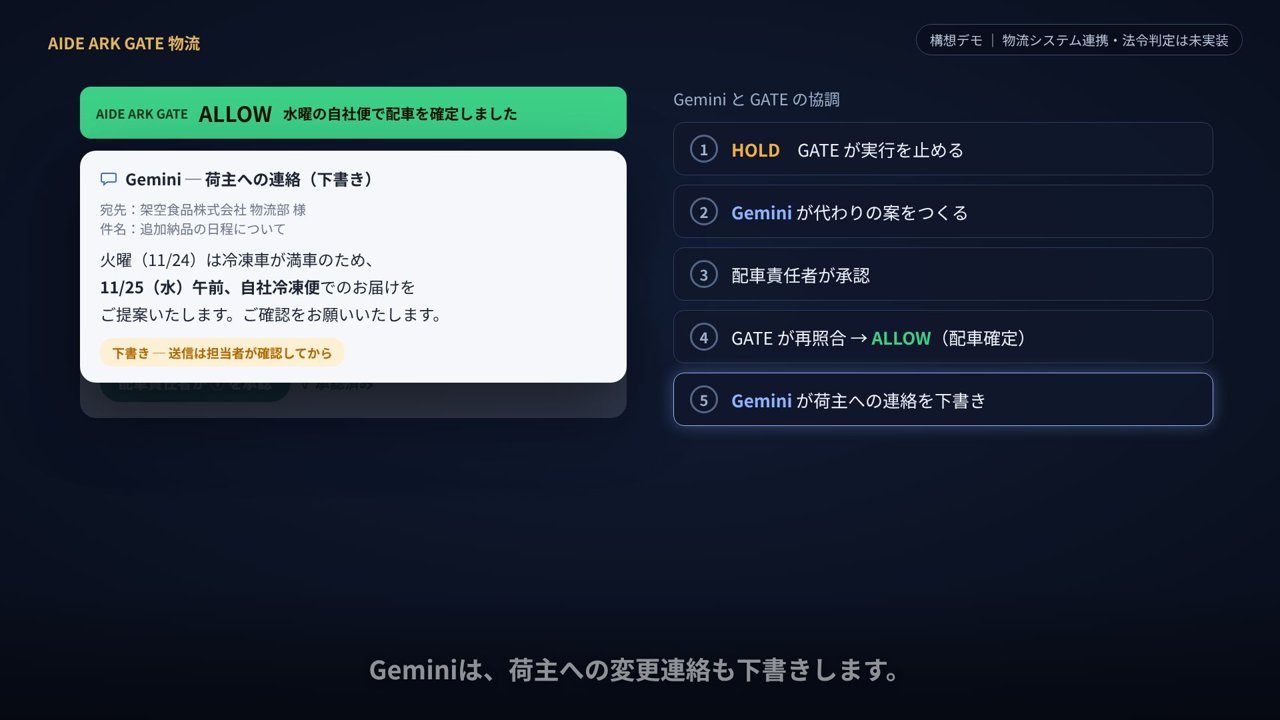 AIDE ARK GATE 物流
構想デモ | 物流システム連携・法令判定は未実装
AIDE ARK GATE ALLOW 水曜の自社便で配車を確定しました
Gemini ― 荷主への連絡（下書き）
宛先：架空食品株式会社 物流部 様
件名：追加納品の日程について
火曜（11/24）は冷凍車が満車のため、
11/25（水）午前、自社冷凍便でのお届けを
ご提案いたします。ご確認をお願いいたします。
下書き ― 送信は担当者が確認してから
Gemini と GATE の協調
1 HOLD GATE が実行を止める
2 Gemini が代わりの案をつくる
3 配車責任者が承認
4 GATE が再照合 → ALLOW（配車確定）
5 Gemini が荷主への連絡を下書き
Geminiは、荷主への変更連絡も下書きします。